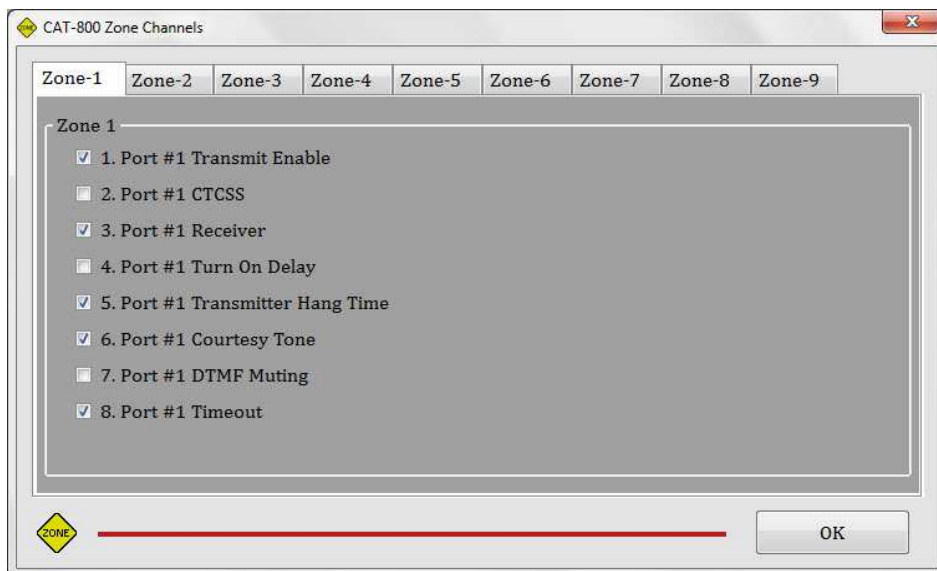 CAT-800 Zone Channels
Zone-1 Zone-2 Zone-3 Zone-4 Zone-5 Zone-6 Zone-7 Zone-8 Zone-9
Zone 1
1. Port #1 Transmit Enable
2. Port #1 CTCSS
3. Port #1 Receiver
4. Port #1 Turn On Delay
5. Port #1 Transmitter Hang Time
6. Port #1 Courtesy Tone
7. Port #1 DTMF Muting
8. Port #1 Timeout
ZONE OK